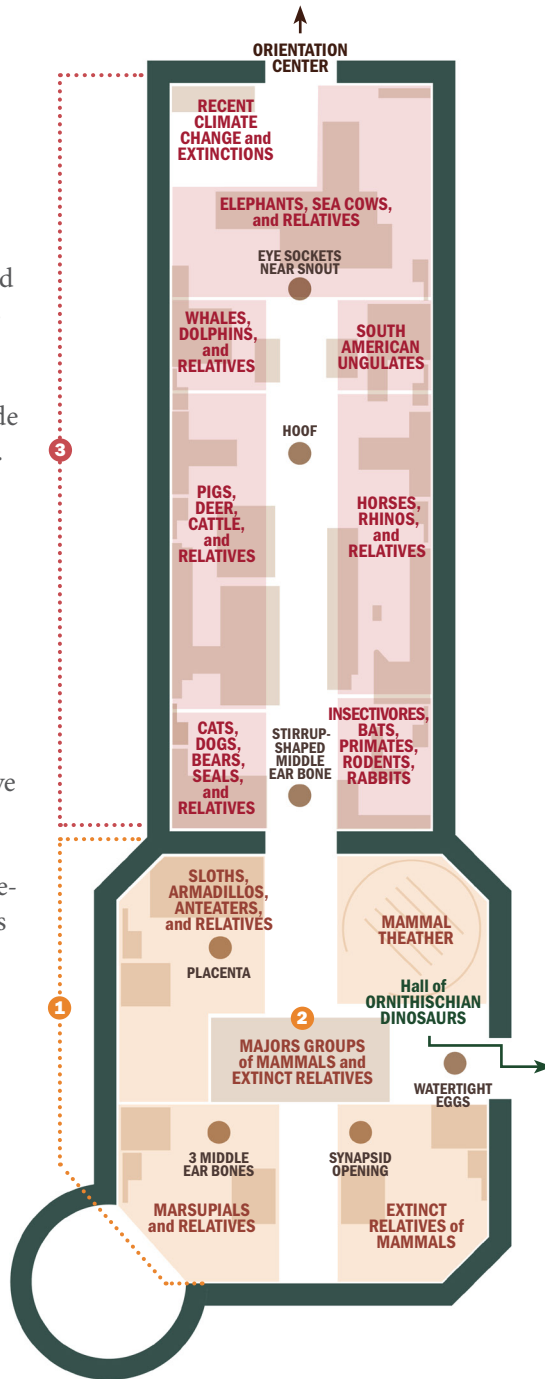 ORIENTATION
CENTER
RECENT
CLIMATE
CHANGE and
EXTINCTIONS
ELEPHANTS, SEA COWS,
and RELATIVES
EYE SOCKETS
NEAR SNOUT
d
WHALES,
DOLPHINS,
and
RELATIVES
SOUTH
AMERICAN
UNGULATES
de
.
HOOF
3
PIGS,
DEER,
CATTLE,
and
RELATIVES
HORSES,
RHINOS,
and
RELATIVES
CATS,
DOGS,
BEARS,
SEALS,
and
RELATIVES
STIRRUP-
SHAPED
MIDDLE
EAR BONE
INSECTIVORES,
BATS,
PRIMATES,
RODENTS,
RABBITS
ve
e-
s
SLOTHS,
ARMADILLOS,
ANTEATERS,
and RELATIVES
PLACENTA
MAMMAL
THEATHER
Hall of
ORNITHISCHIAN
DINOSAURS
1
2
MAJORS GROUPS
of MAMMALS and
EXTINCT RELATIVES
WATERTIGHT
EGGS
3 MIDDLE
EAR BONES
SYNAPSID
OPENING
MARSUPIALS
and RELATIVES
EXTINCT
RELATIVES of
MAMMALS